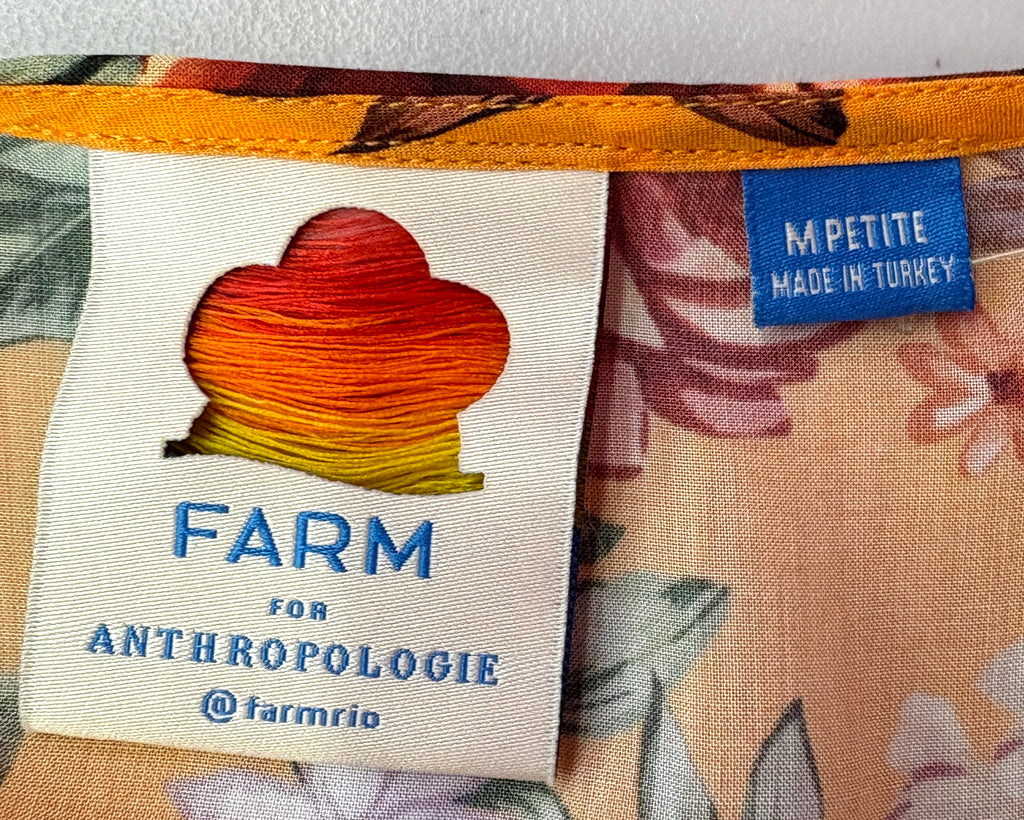 FARM
FOR
ANTHROPOLOGIE
@farmrio
M PETITE
MADE IN TURKEY